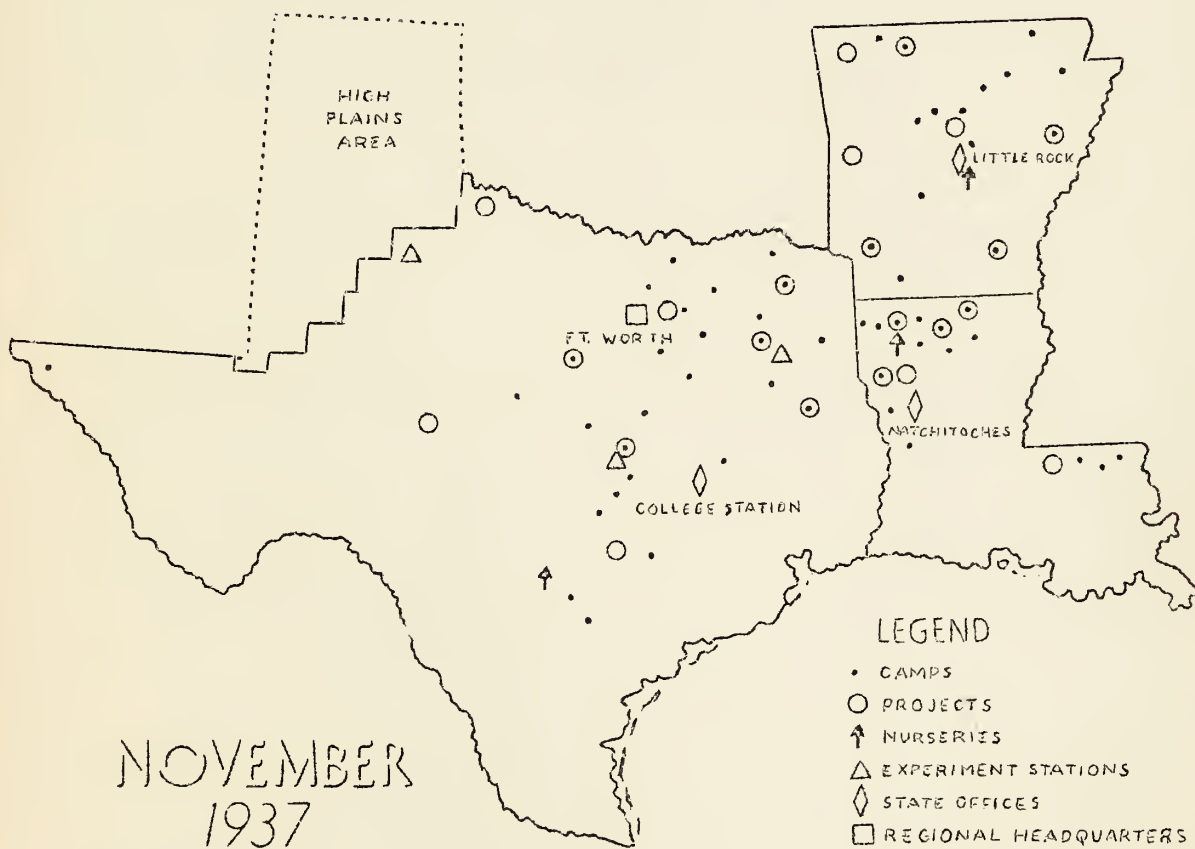 HIGH
PLAINS
AREA
LITTLE ROCK
FT. WORTH
NATCHITOCHES
COLLEGE STATION
LEGEND
CAMPS
PROJECTS
NURSERIES
EXPERIMENT STATIONS
STATE OFFICES
REGIONAL HEADQUARTERS
NOVEMBER
1937